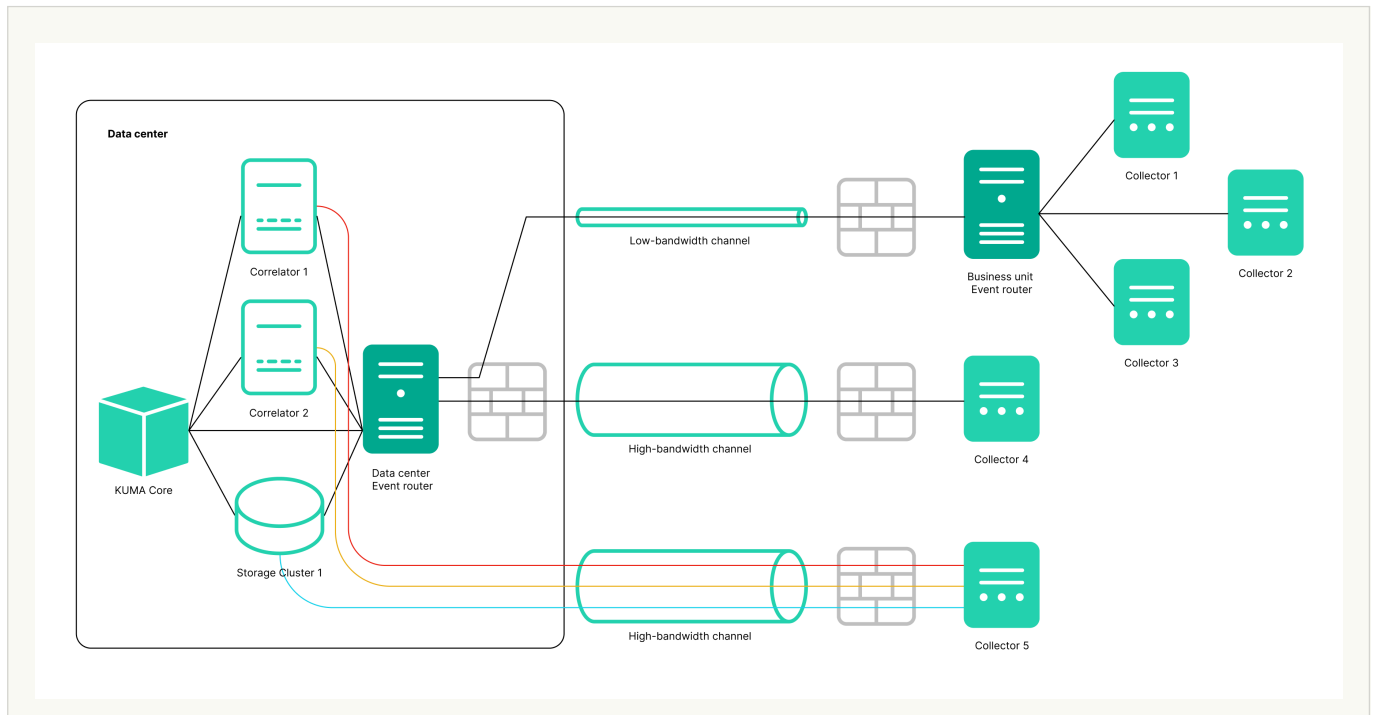 Data center
Correlator 1
Correlator 2
KUMA Core
Storage Cluster 1
Data center
Event router
Low-bandwidth channel
High-bandwidth channel
High-bandwidth channel
Business unit
Event router
Collector 1
Collector 2
Collector 3
Collector 4
Collector 5